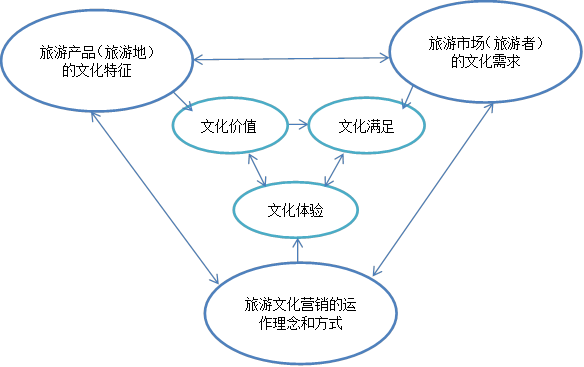 旅游产品（旅游地）
的文化特征
旅游市场（旅游者）
的文化需求
文化价值
文化满足
文化体验
旅游文化营销的运
作理念和方式